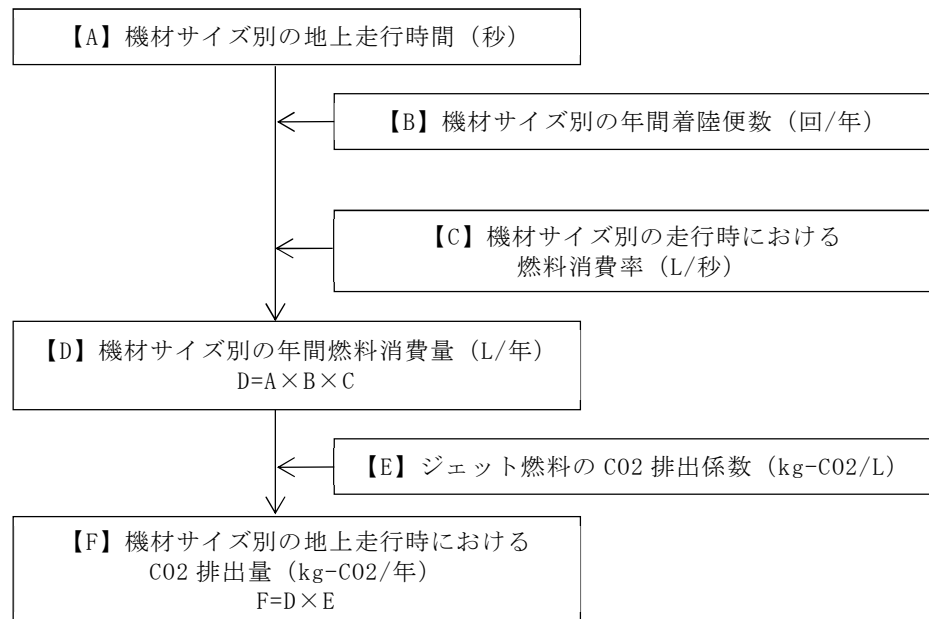 【A】機材サイズ別の地上走行時間（秒）
【B】機材サイズ別の年間着陸便数（回/年）
【C】機材サイズ別の走行時における
燃料消費率（L/秒）
【D】機材サイズ別の年間燃料消費量（L/年）
D=A×B×C
【E】ジェット燃料の CO2 排出係数（kg-CO2/L）
【F】機材サイズ別の地上走行時における
CO2 排出量（kg-CO2/年）
F=D×E